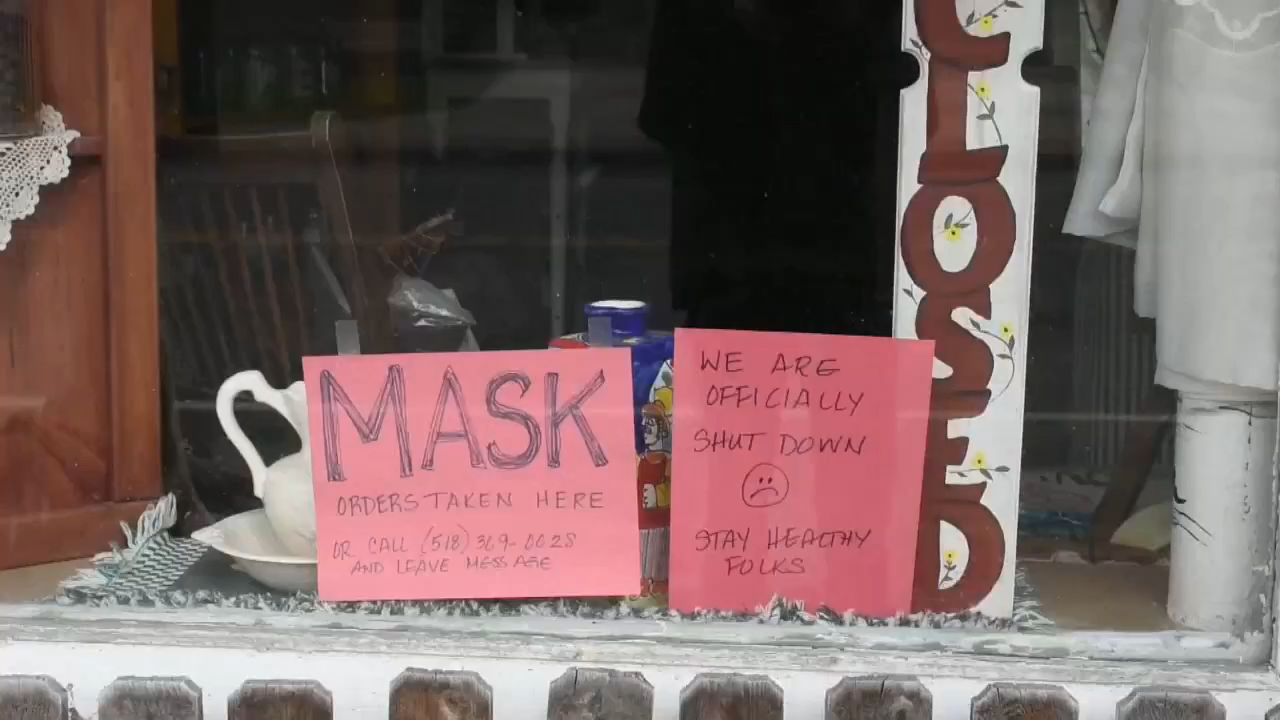 MASK
ORDERS TAKEN HERE
OR CALL (518) 369-0028
AND LEAVE MESSAGE
WE ARE
OFFICIALLY
SHUT DOWN
STAY HEALTHY
FOLKS
CLOSED